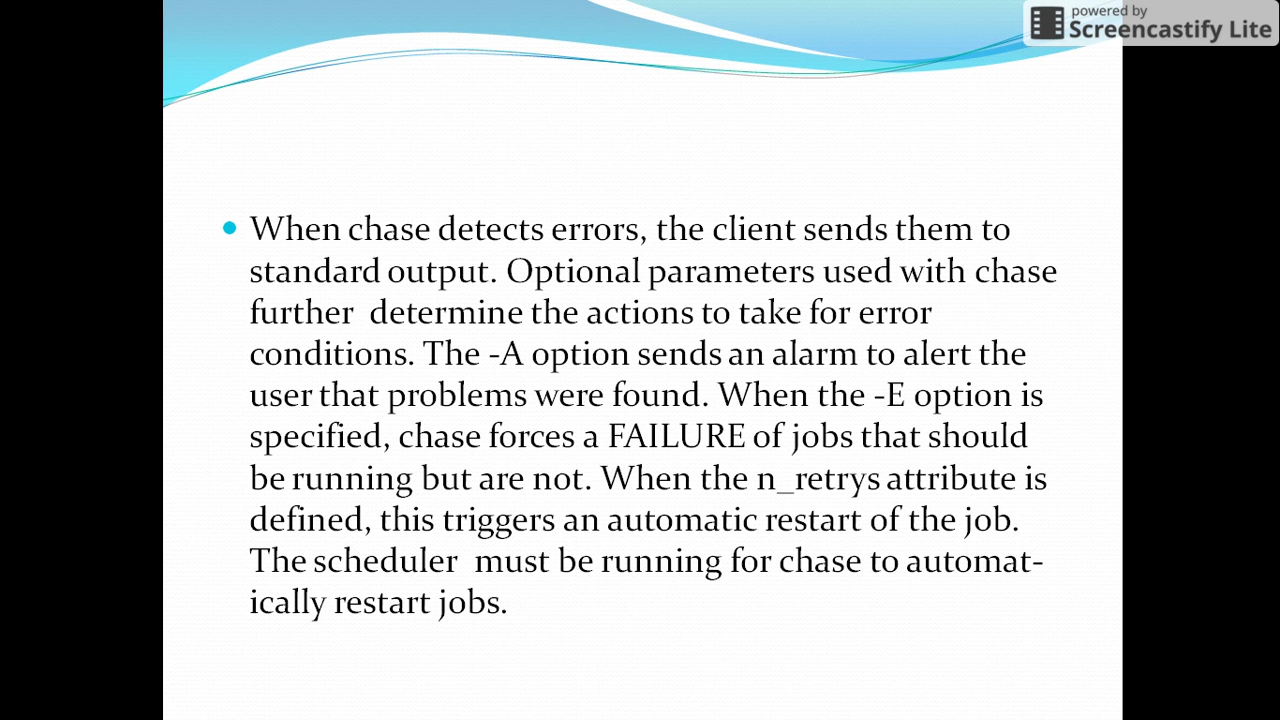 powered by
Screencastify Lite
When chase detects errors, the client sends them to
standard output. Optional parameters used with chase
further  determine the actions to take for error
conditions. The -A option sends an alarm to alert the
user that problems were found. When the -E option is
specified, chase forces a FAILURE of jobs that should
be running but are not. When the n_retrys attribute is
defined, this triggers an automatic restart of the job.
The scheduler  must be running for chase to automat-
ically restart jobs.